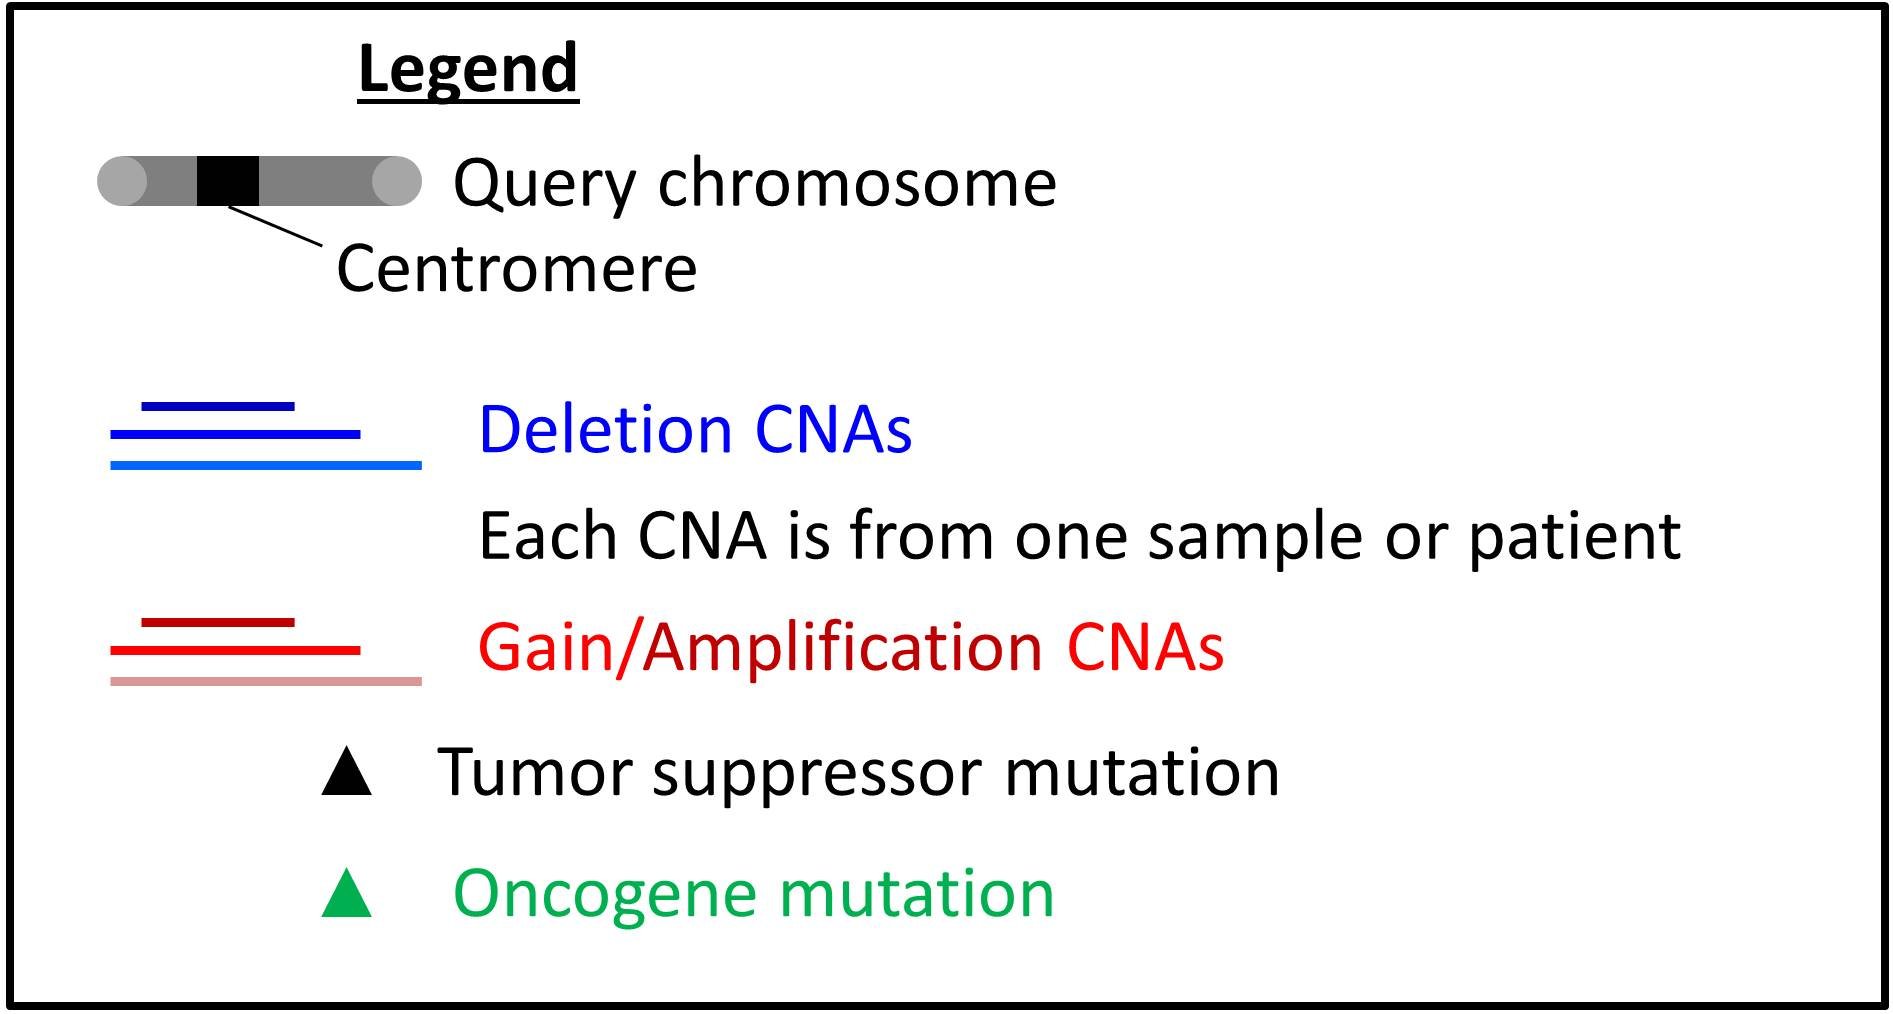 Legend
Query chromosome
Centromere
Deletion CNAs
Each CNA is from one sample or patient
Gain/Amplification CNAs
Tumor suppressor mutation
Oncogene mutation